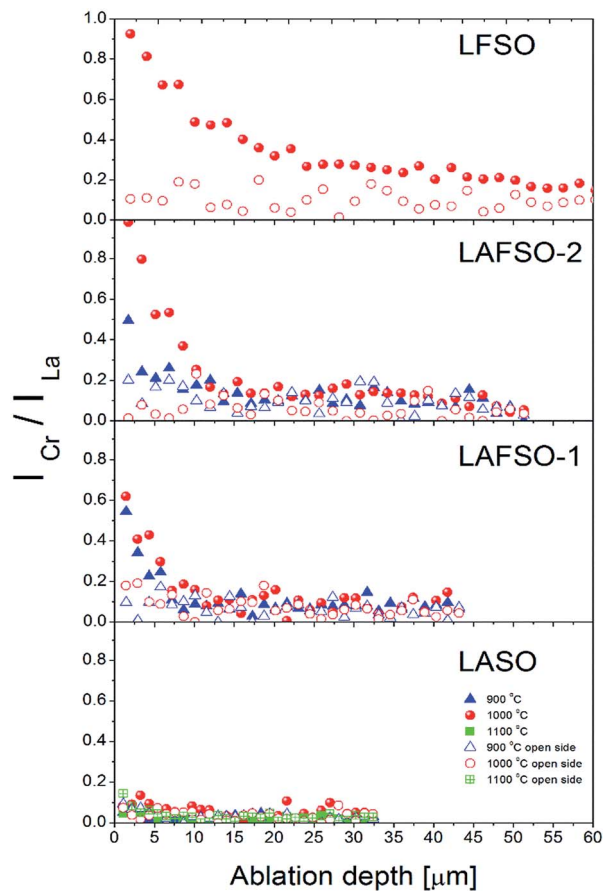 I Cr / I La
LFSO
1.0
0.8
0.6
0.4
0.2
0.0
LAFSO-2
0.8
0.6
0.4
0.2
0.0
LAFSO-1
0.8
0.6
0.4
0.2
0.0
LASO
0.8
0.6
0.4
0.2
0.0
900 °C
1000 °C
1100 °C
900 °C open side
1000 °C open side
1100 °C open side
0 5 10 15 20 25 30 35 40 45 50 55 60
Ablation depth [μm]